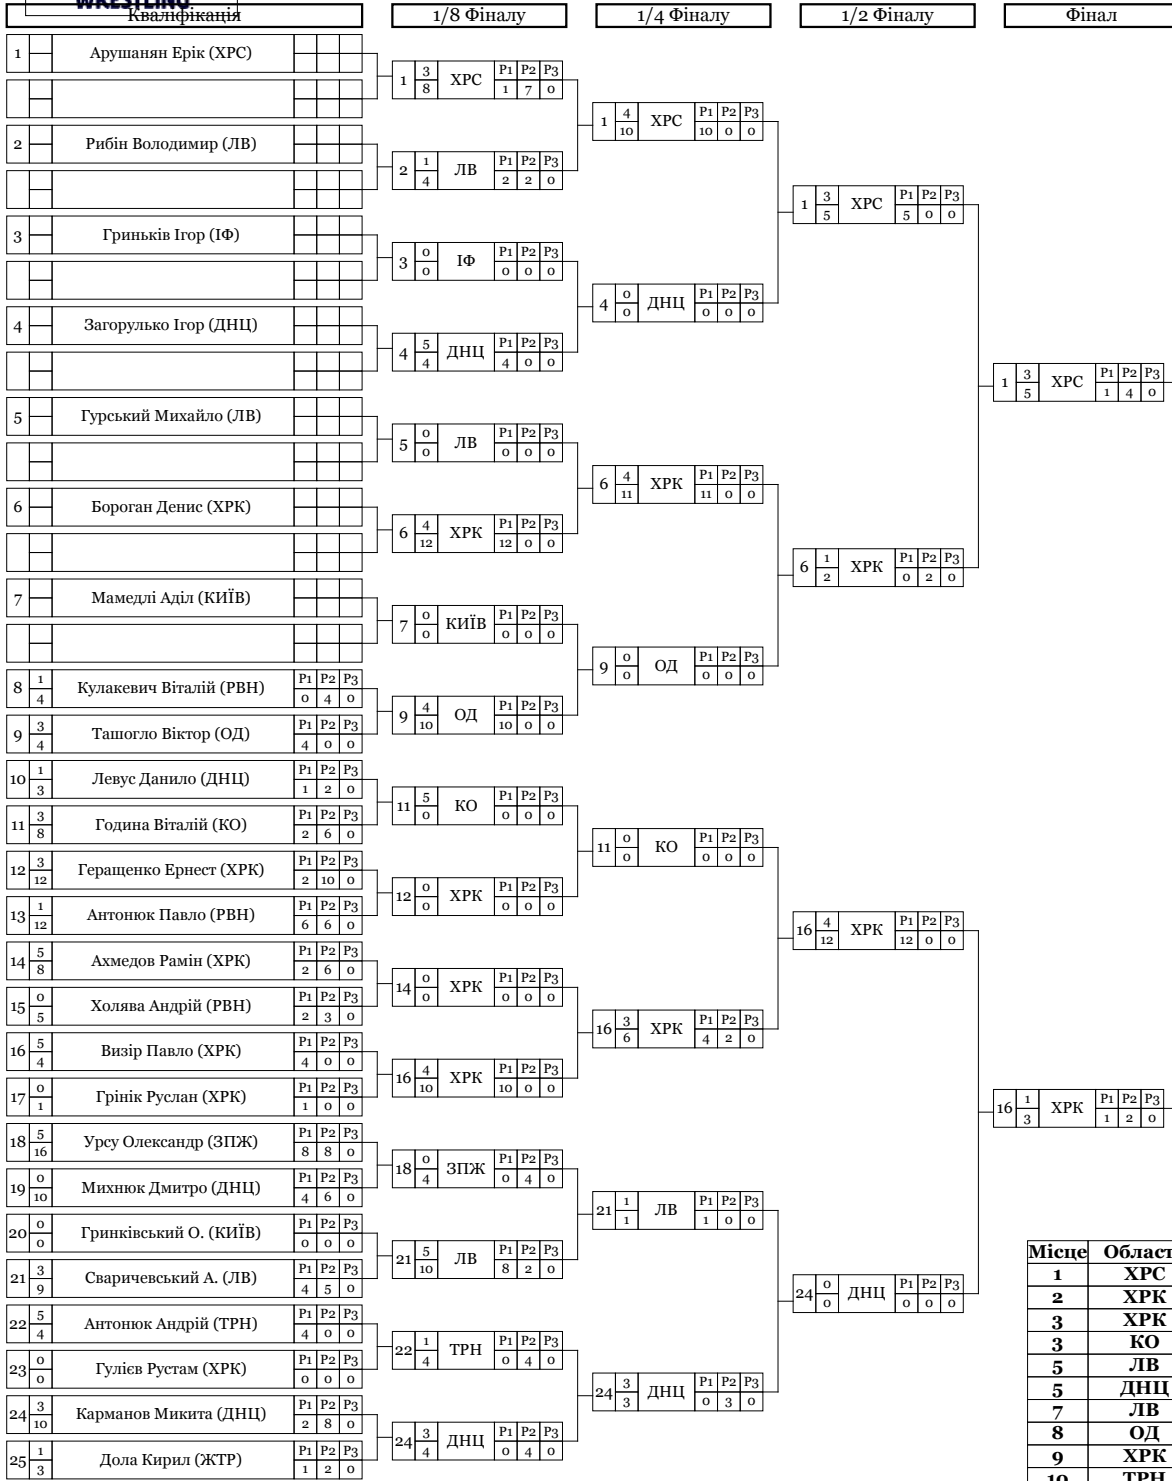 WRESTLING
Кваліфікація 1/8 Фіналу 1/4 Фіналу 1/2 Фіналу Фінал
1 Арушанян Ерік (ХРС)
1 3 8 ХРС P1 P2 P3 1 7 0
1 4 10 ХРС P1 P2 P3 10 0 0
2 Рибін Володимир (ЛВ)
2 1 4 ЛВ P1 P2 P3 2 2 0
1 3 5 ХРС P1 P2 P3 5 0 0
3 Гриньків Ігор (ІФ)
3 0 0 ІФ P1 P2 P3 0 0 0
4 0 0 ДНЦ P1 P2 P3 0 0 0
4 Загорулько Ігор (ДНЦ)
4 5 4 ДНЦ P1 P2 P3 4 0 0
1 3 5 ХРС P1 P2 P3 1 4 0
5 Гурський Михайло (ЛВ)
5 0 0 ЛВ P1 P2 P3 0 0 0
6 4 11 ХРК P1 P2 P3 11 0 0
6 Бороган Денис (ХРК)
6 4 12 ХРК P1 P2 P3 12 0 0
6 1 2 ХРК P1 P2 P3 0 2 0
7 Мамедлі Аділ (КИЇВ)
7 0 0 КИЇВ P1 P2 P3 0 0 0
9 0 0 ОД P1 P2 P3 0 0 0
8 1 4 Кулакевич Віталій (РВН) P1 P2 P3 0 4 0
9 4 10 ОД P1 P2 P3 10 0 0
9 3 4 Ташогло Віктор (ОД) P1 P2 P3 4 0 0
10 1 3 Левус Данило (ДНЦ) P1 P2 P3 1 2 0
11 5 0 КО P1 P2 P3 0 0 0
11 3 8 Година Віталій (КО) P1 P2 P3 2 6 0
11 0 0 КО P1 P2 P3 0 0 0
12 3 12 Геращенко Ернест (ХРК) P1 P2 P3 2 10 0
12 0 0 ХРК P1 P2 P3 0 0 0
13 1 12 Антонюк Павло (РВН) P1 P2 P3 6 6 0
16 4 12 ХРК P1 P2 P3 12 0 0
14 5 8 Ахмедов Рамін (ХРК) P1 P2 P3 2 6 0
14 0 0 ХРК P1 P2 P3 0 0 0
15 0 5 Холява Андрій (РВН) P1 P2 P3 2 3 0
16 3 6 ХРК P1 P2 P3 4 2 0
16 5 4 Визір Павло (ХРК) P1 P2 P3 4 0 0
16 4 10 ХРК P1 P2 P3 10 0 0
17 0 1 Грінік Руслан (ХРК) P1 P2 P3 1 0 0
16 1 3 ХРК P1 P2 P3 1 2 0
18 5 16 Урсу Олександр (ЗПЖ) P1 P2 P3 8 8 0
18 0 4 ЗПЖ P1 P2 P3 0 4 0
19 0 10 Михнюк Дмитро (ДНЦ) P1 P2 P3 4 6 0
21 1 1 ЛВ P1 P2 P3 1 0 0
20 0 0 Гринківський О. (КИЇВ) P1 P2 P3 0 0 0
21 5 10 ЛВ P1 P2 P3 8 2 0
21 3 9 Сваричевський А. (ЛВ) P1 P2 P3 4 5 0
24 0 0 ДНЦ P1 P2 P3 0 0 0
22 5 4 Антонюк Андрій (ТРН) P1 P2 P3 4 0 0
22 1 4 ТРН P1 P2 P3 0 4 0
23 0 0 Гулієв Рустам (ХРК) P1 P2 P3 0 0 0
24 3 3 ДНЦ P1 P2 P3 0 3 0
24 3 10 Карманов Микита (ДНЦ) P1 P2 P3 2 8 0
24 3 4 ДНЦ P1 P2 P3 0 4 0
25 1 3 Дола Кирил (ЖТР) P1 P2 P3 1 2 0
Місце Област
1 ХРС
2 ХРК
3 ХРК
3 КО
5 ЛВ
5 ДНЦ
7 ЛВ
8 ОД
9 ХРК
10 ТРН